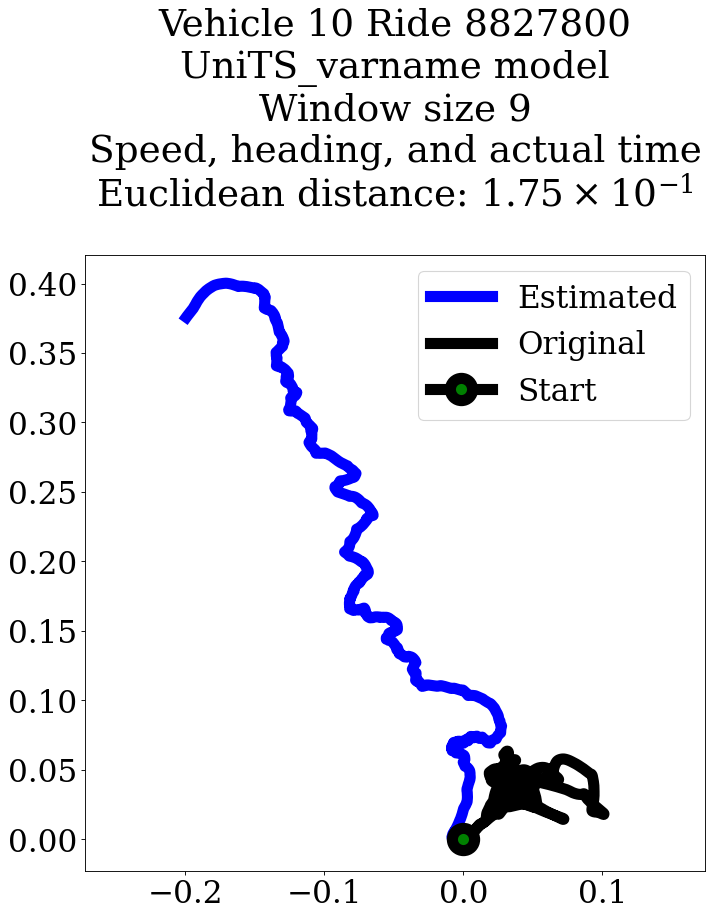 Vehicle 10 Ride 8827800
UniTS_varname model
Window size 9
Speed, heading, and actual time
Euclidean distance: $1.75 \times 10^{-1}$
Estimated
Original
Start
0.40
0.35
0.30
0.25
0.20
0.15
0.10
0.05
0.00
−0.2
−0.1
0.0
0.1